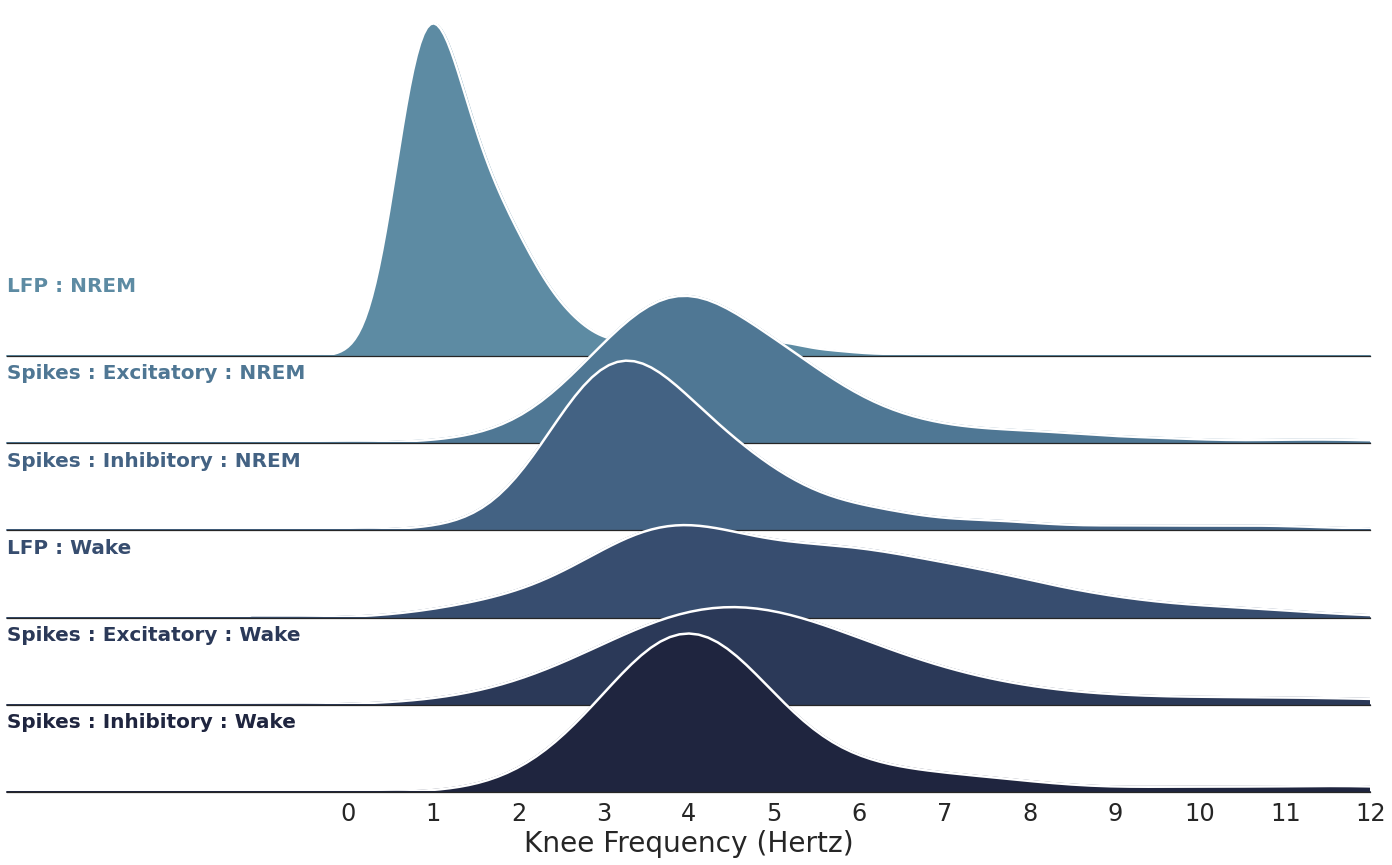 LFP : NREM
Spikes : Excitatory : NREM
Spikes : Inhibitory : NREM
LFP : Wake
Spikes : Excitatory : Wake
Spikes : Inhibitory : Wake
0 1 2 3 4 5 6 7 8 9 10 11 12
Knee Frequency (Hertz)